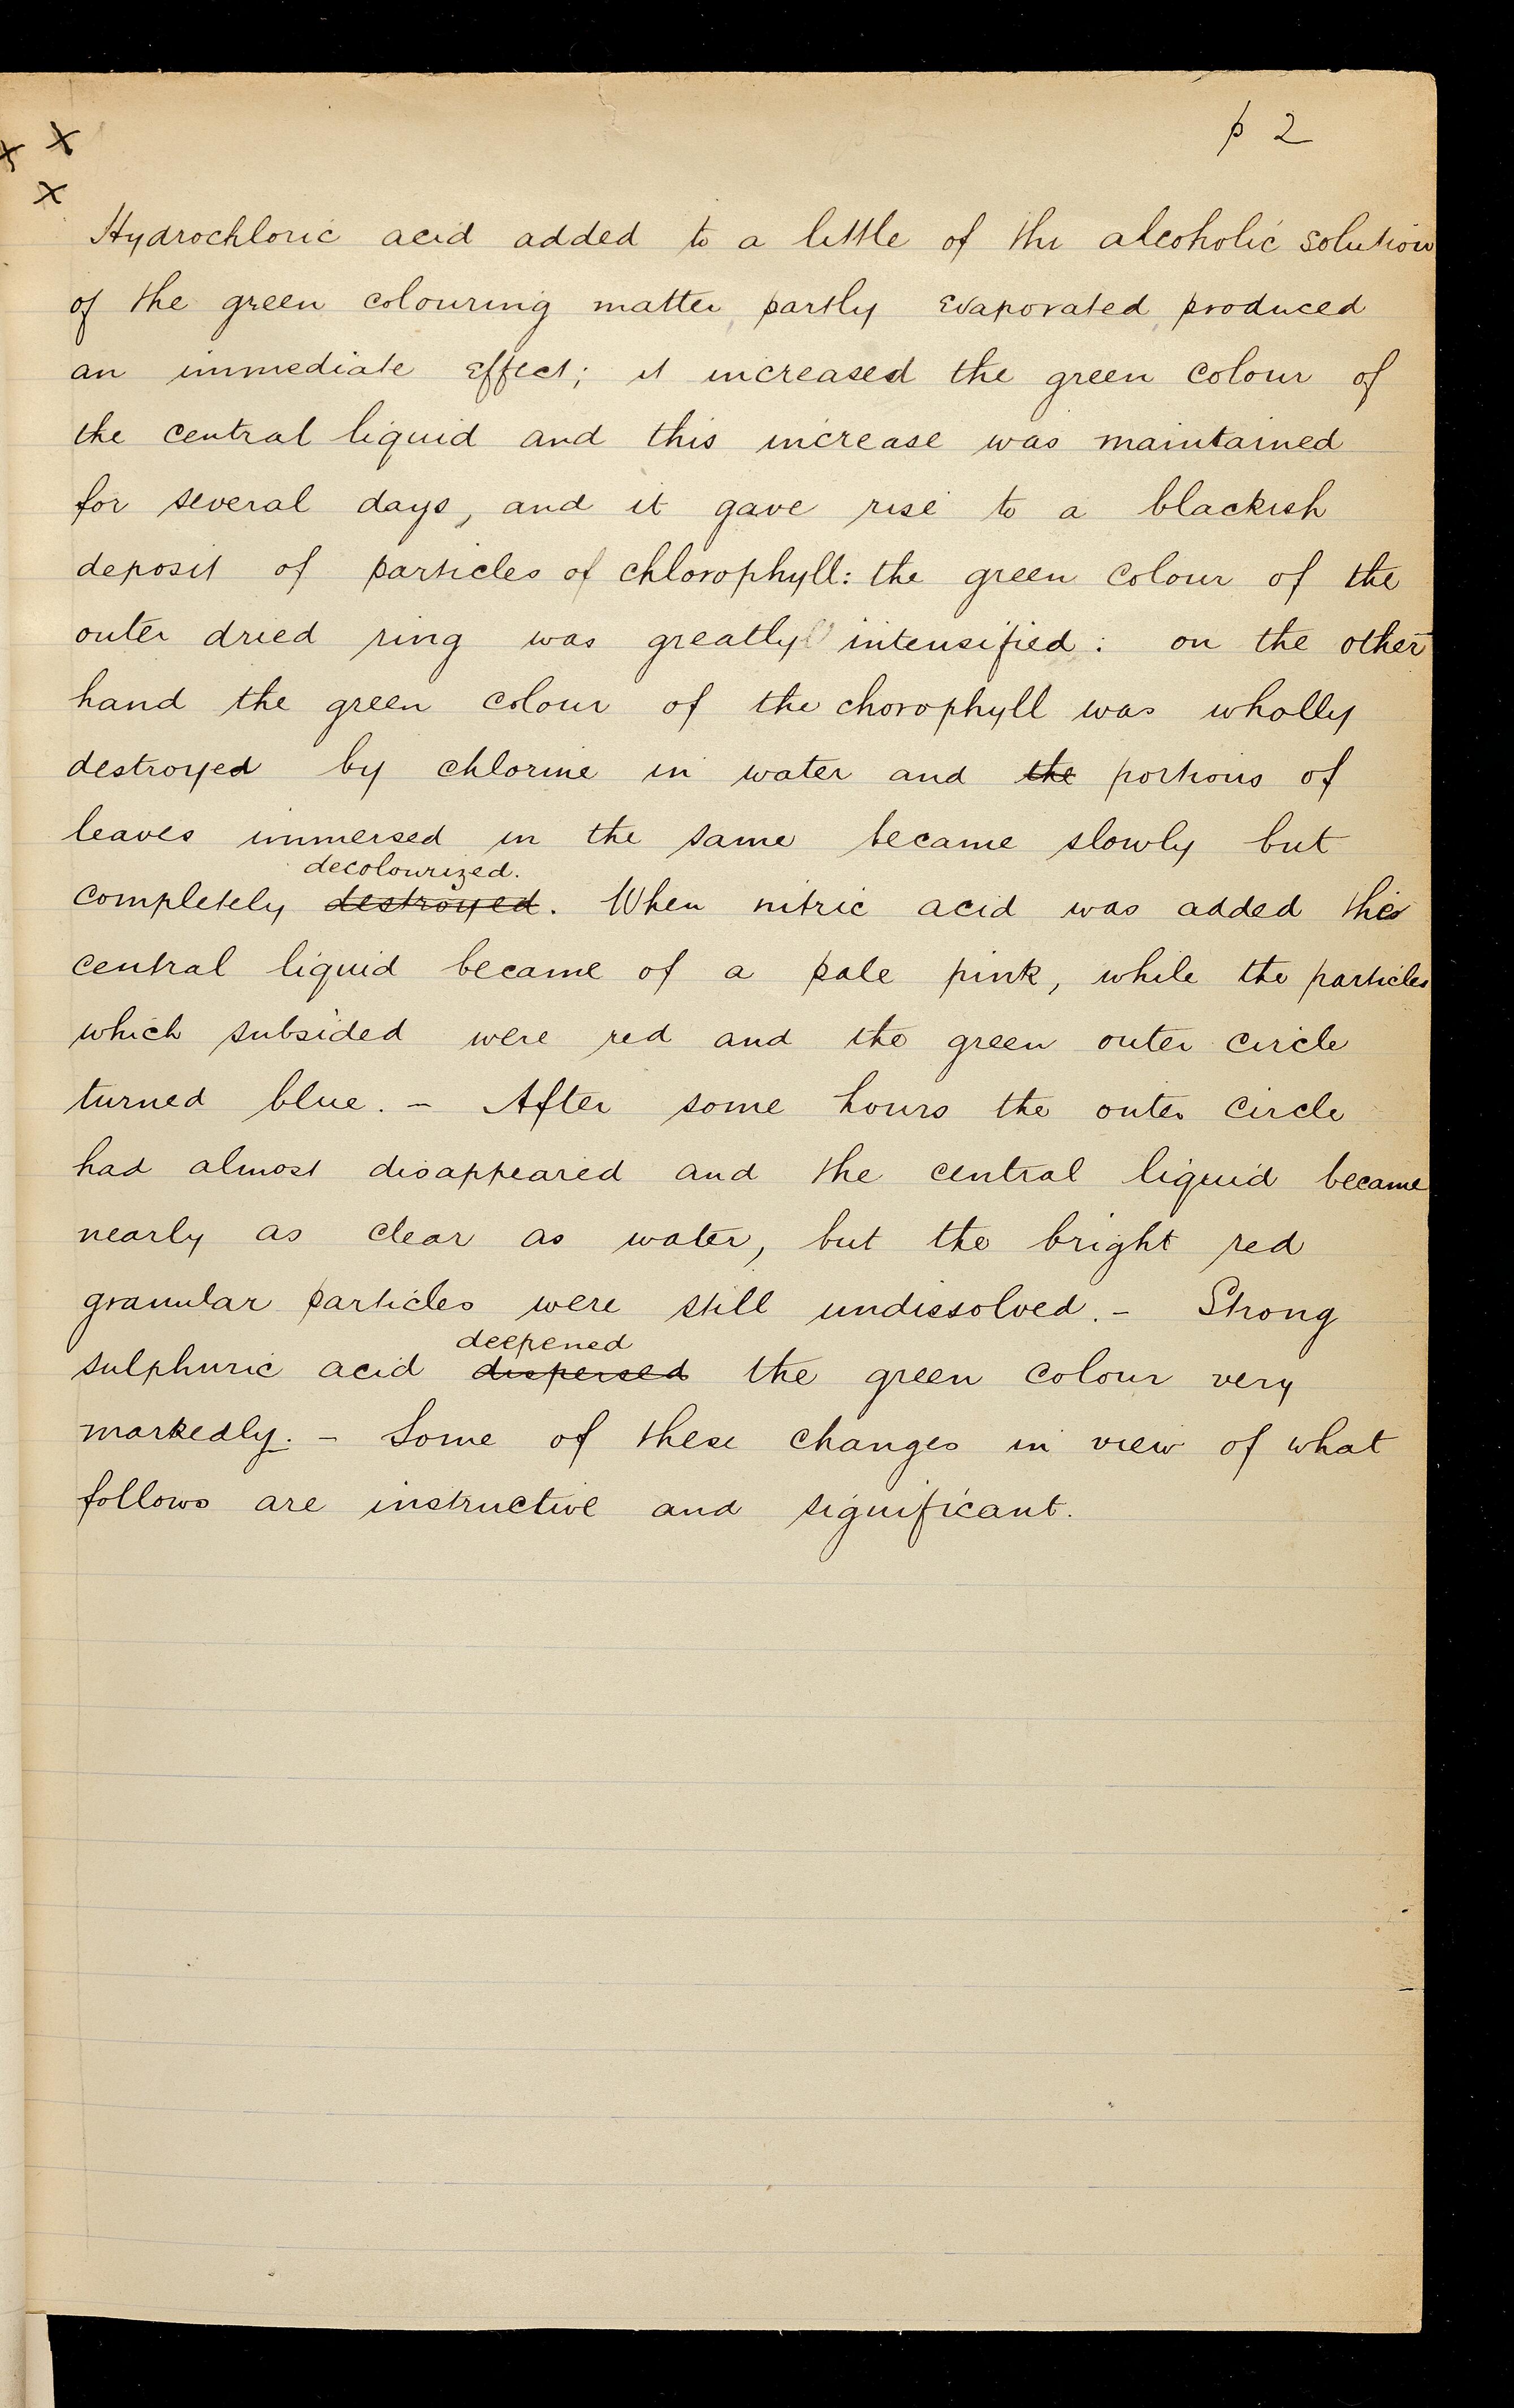 p 2
x x
x
Hydrochloric acid added to a little of the alcoholic solution
of the green colouring matter, partly evaporated, produced
an immediate effect; it increased the green colour of
the central liquid and this increase was maintained
for several days, and it gave rise to a blackish
deposit of particles of chlorophyll: the green colour of the
outer dried ring was greatly intensified: on the other
hand the green colour of the chorophyll was wholly
destroyed by chlorine in water and the portions of
leaves immersed in the same became slowly but
decolourized.
completely destroyed. When nitric acid was added the
central liquid became of a pale pink, while the particles
which subsided were red and the green outer circle
turned blue. - After some hours the outer circle
had almost disappeared and the central liquid became
nearly as clear as water, but the bright red
granular particles were still undissolved. - Strong
deepened
sulphuric acid dispersed the green colour very
markedly. - Some of these changes in view of what
follows are instructive and significant.